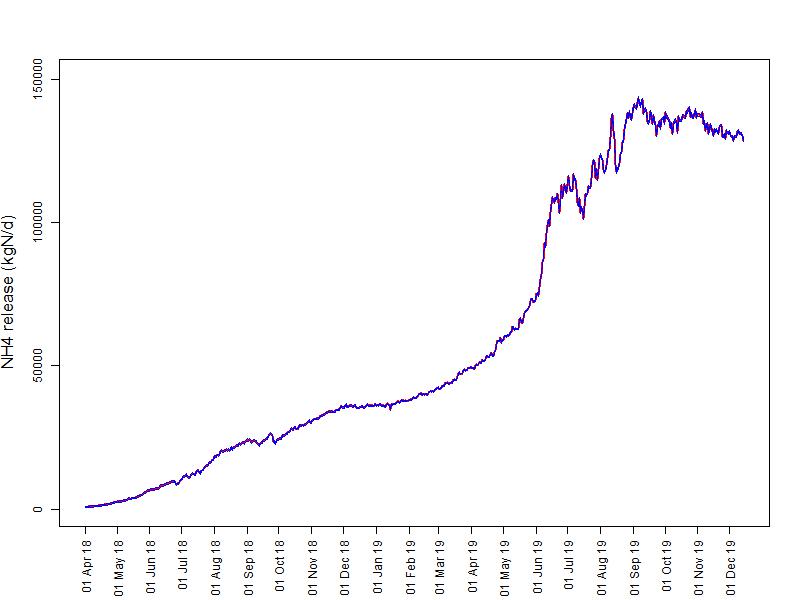 NH4 release (kgN/d)
150000
100000
50000
0
01 Apr 18
01 May 18
01 Jun 18
01 Jul 18
01 Aug 18
01 Sep 18
01 Oct 18
01 Nov 18
01 Dec 18
01 Jan 19
01 Feb 19
01 Mar 19
01 Apr 19
01 May 19
01 Jun 19
01 Jul 19
01 Aug 19
01 Sep 19
01 Oct 19
01 Nov 19
01 Dec 19